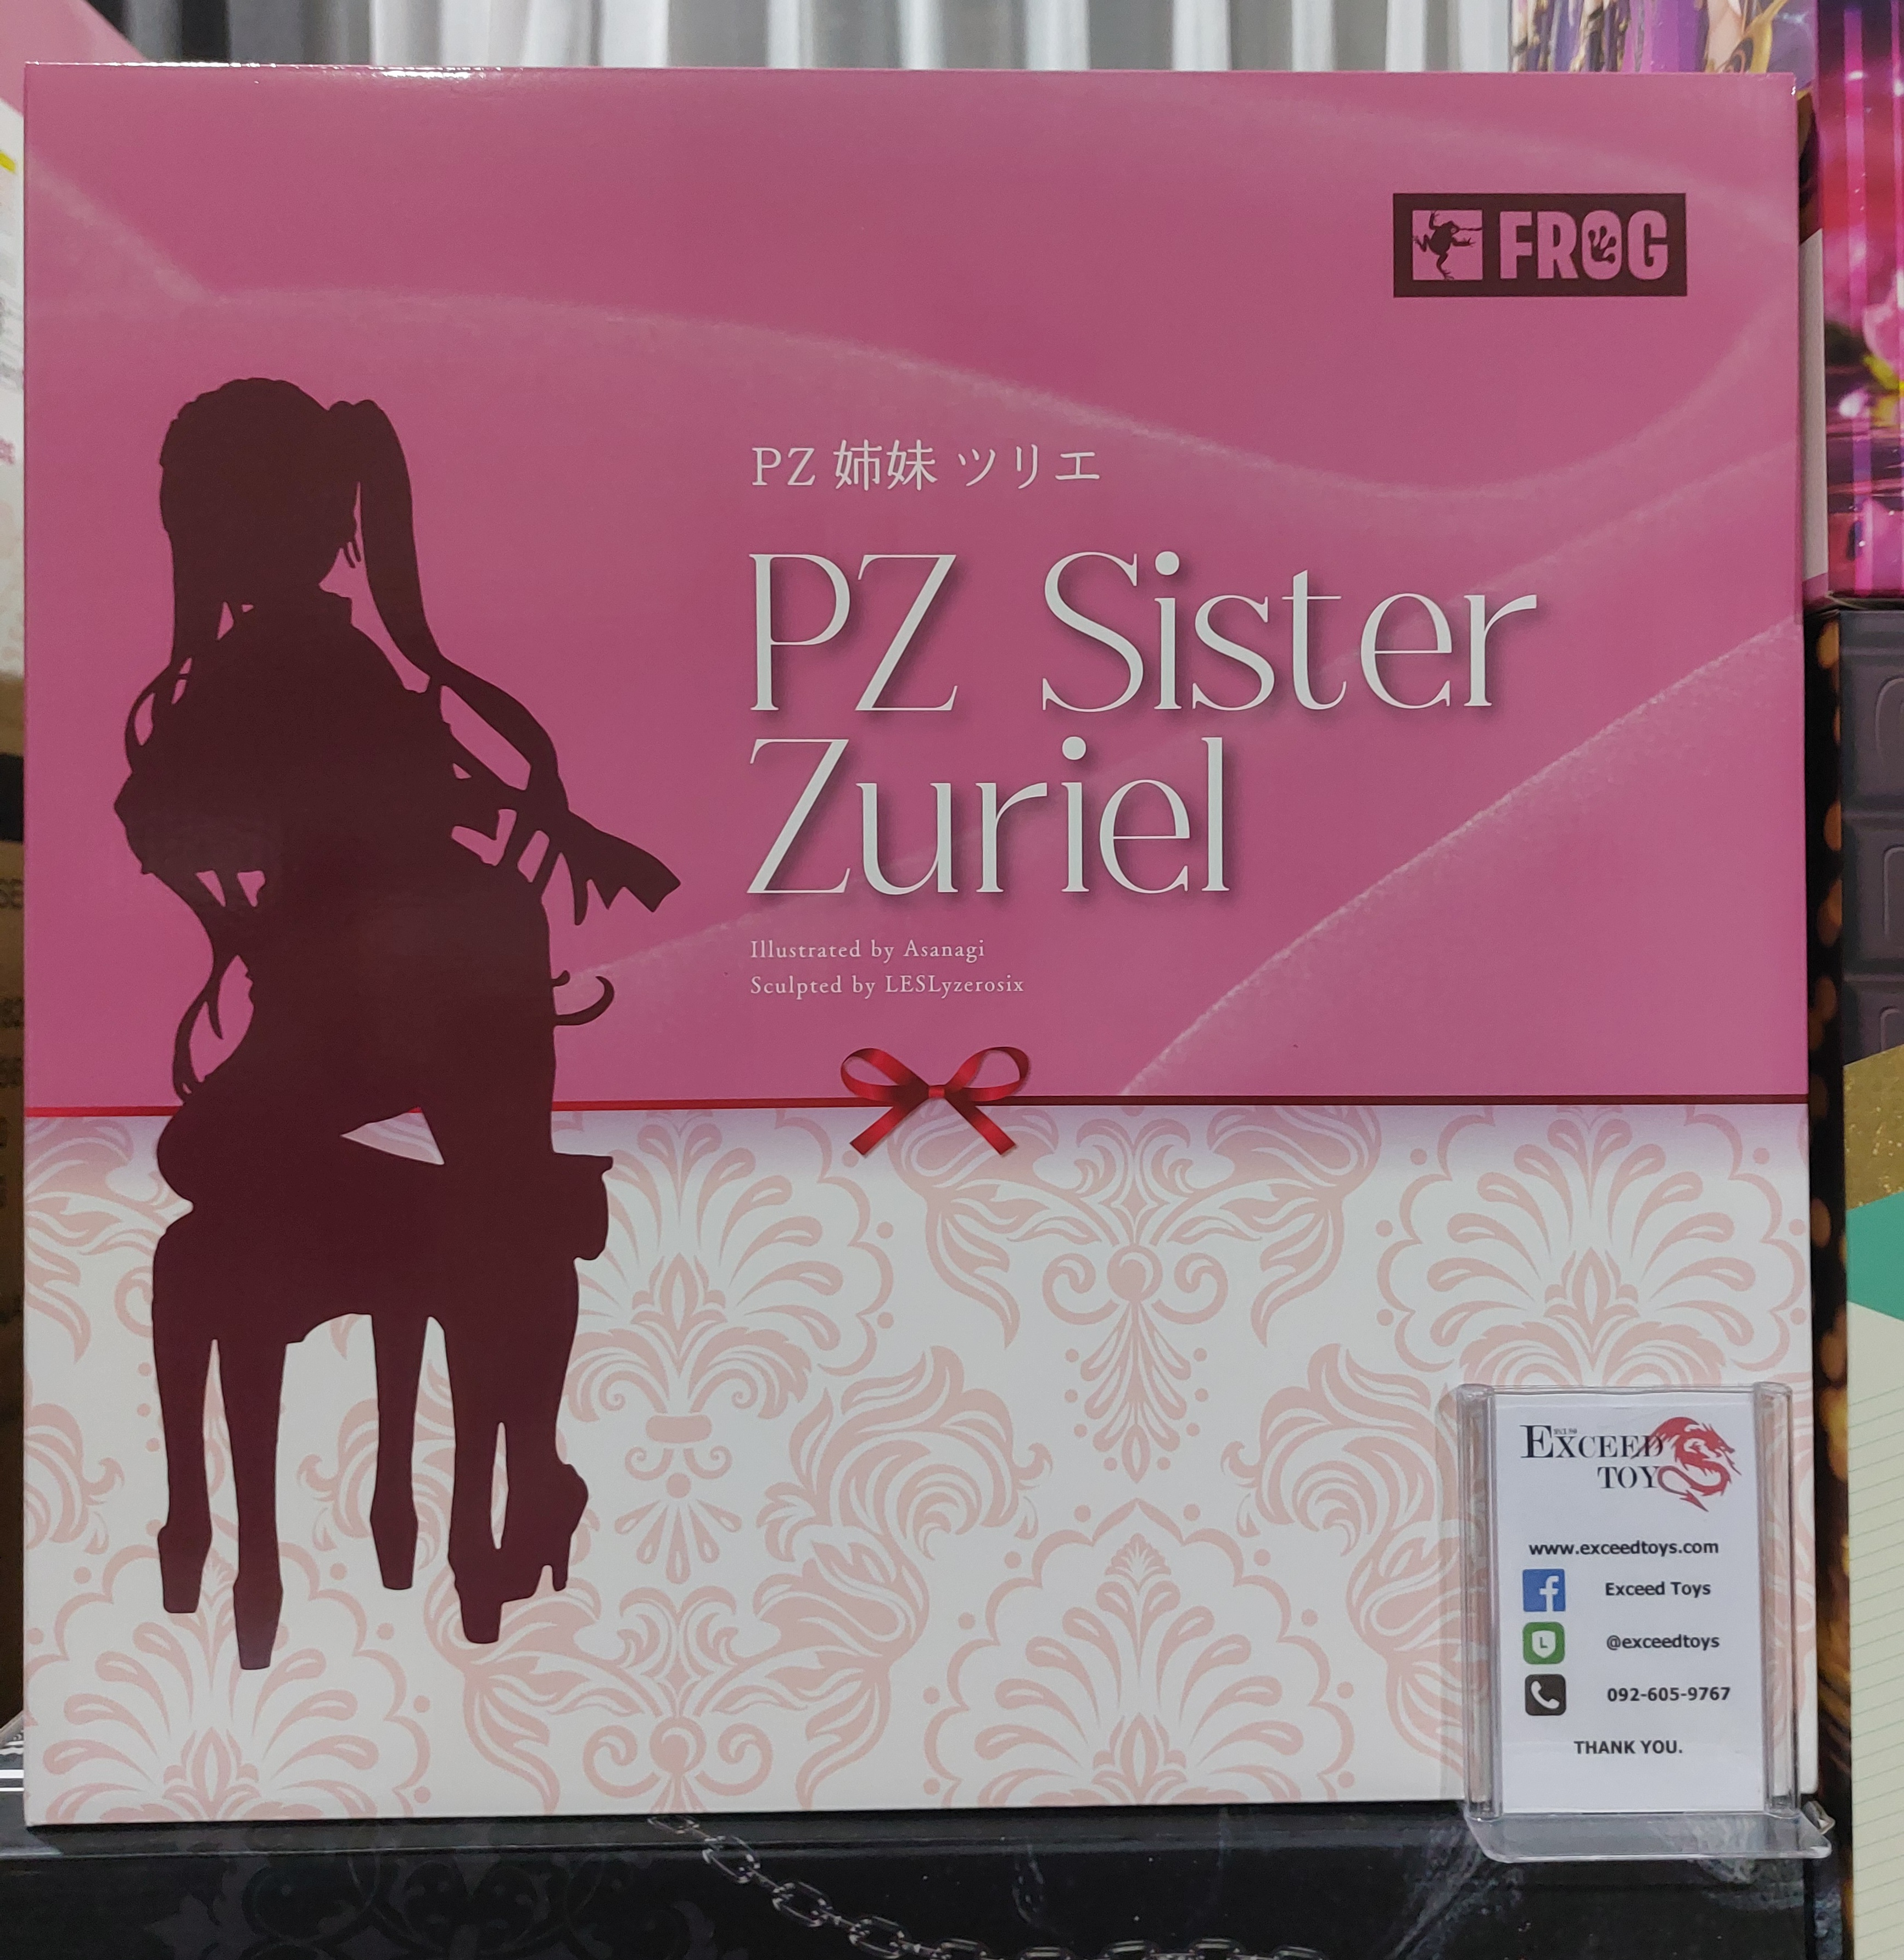 FROG
PZ 姉妹 ツリエ
PZ Sister
Zuriel
Illustrated by Asanagi
Sculpted by LESLyzerosix
EXCEED
TOYS
www.exceedtoys.com
Exceed Toys
@exceedtoys
092-605-9767
THANK YOU.